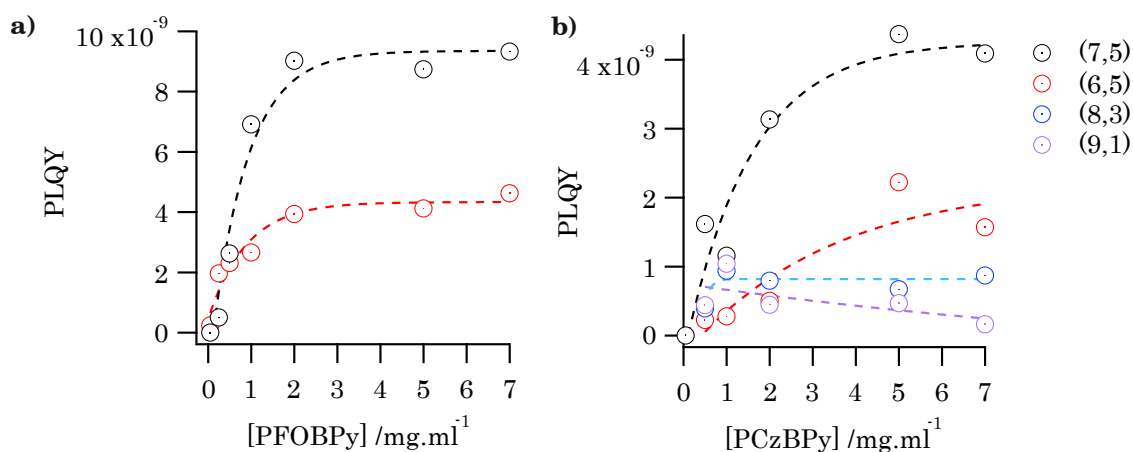 a)
10 x10⁻⁹
8
6
4
2
0
PLQY
0 1 2 3 4 5 6 7
[PFOBPy] /mg.ml⁻¹
b)
4 x10⁻⁹
3
2
1
0
PLQY
0 1 2 3 4 5 6 7
[PCzBPy] /mg.ml⁻¹
(7,5)
(6,5)
(8,3)
(9,1)